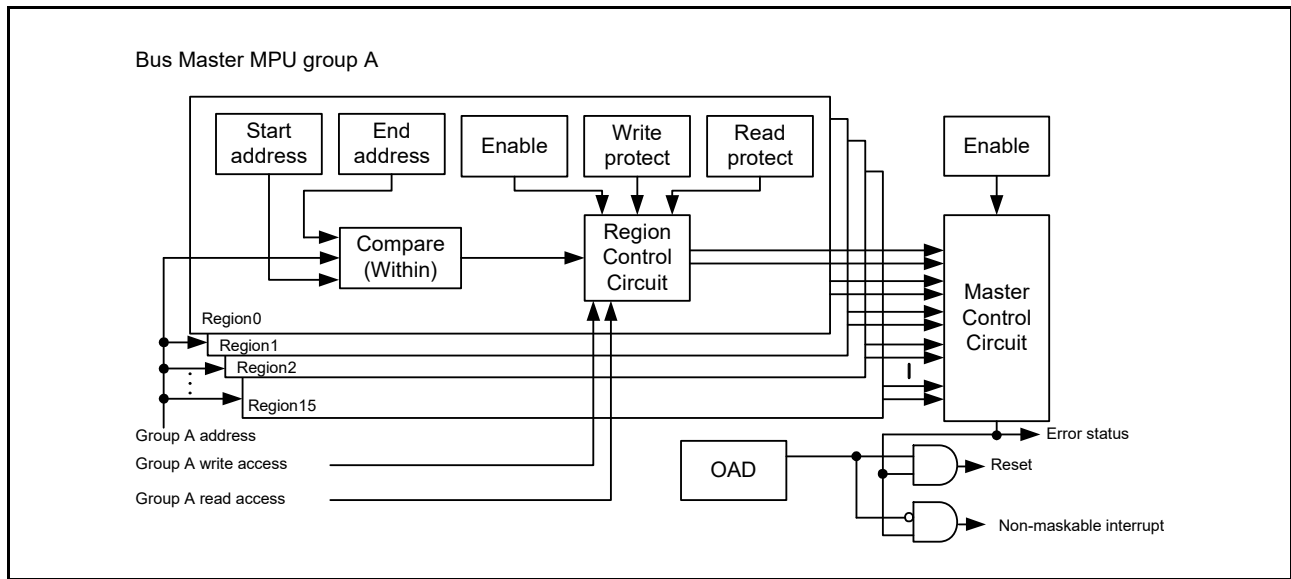 Bus Master MPU group A
Start
address
End
address
Enable
Write
protect
Read
protect
Enable
Compare
(Within)
Region
Control
Circuit
Master
Control
Circuit
Region0
Region1
Region2
Region15
Group A address
Group A write access
Group A read access
OAD
Error status
Reset
Non-maskable interrupt